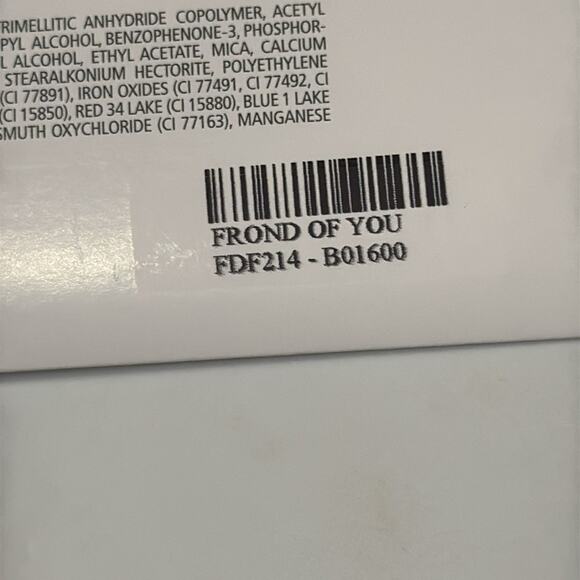 TRIMELLITIC ANHYDRIDE COPOLYMER, ACETYL
ALCOHOL, BENZOPHENONE-3, PHOSPHOR-
ALCOHOL, ETHYL ACETATE, MICA, CALCIUM
STEARALKONIUM HECTORITE, POLYETHYLENE
(CI 77891), IRON OXIDES (CI 77491, CI 77492, CI
(CI 15850), RED 34 LAKE (CI 15880), BLUE 1 LAKE
SMUTH OXYCHLORIDE (CI 77163), MANGANESE
FROND OF YOU
FDF214 - B01600